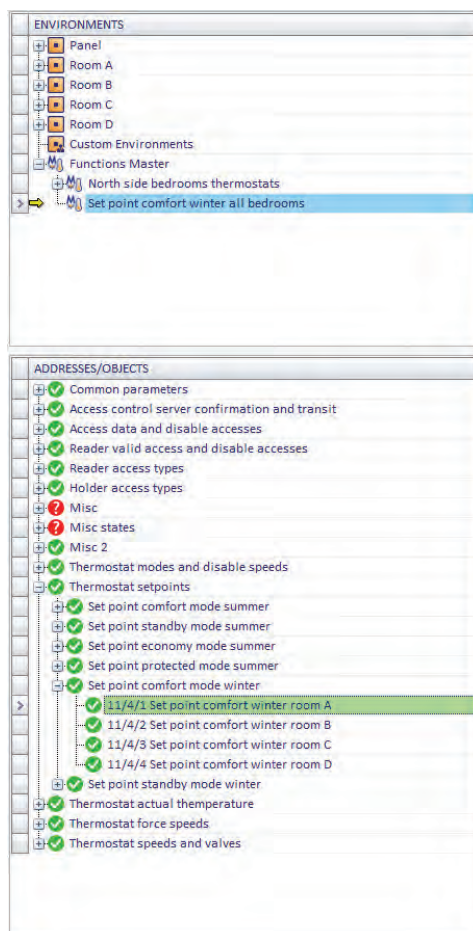 ENVIRONMENTS
Panel
Room A
Room B
Room C
Room D
Custom Environments
Functions Master
North side bedrooms thermostats
Set point comfort winter all bedrooms
ADDRESSES/OBJECTS
Common parameters
Access control server confirmation and transit
Access data and disable accesses
Reader valid access and disable accesses
Reader access types
Holder access types
Misc
Misc states
Misc 2
Thermostat modes and disable speeds
Thermostat setpoints
Set point comfort mode summer
Set point standby mode summer
Set point economy mode summer
Set point protected mode summer
Set point comfort mode winter
11/4/1 Set point comfort winter room A
11/4/2 Set point comfort winter room B
11/4/3 Set point comfort winter room C
11/4/4 Set point comfort winter room D
Set point standby mode winter
Thermostat actual themperature
Thermostat force speeds
Thermostat speeds and valves